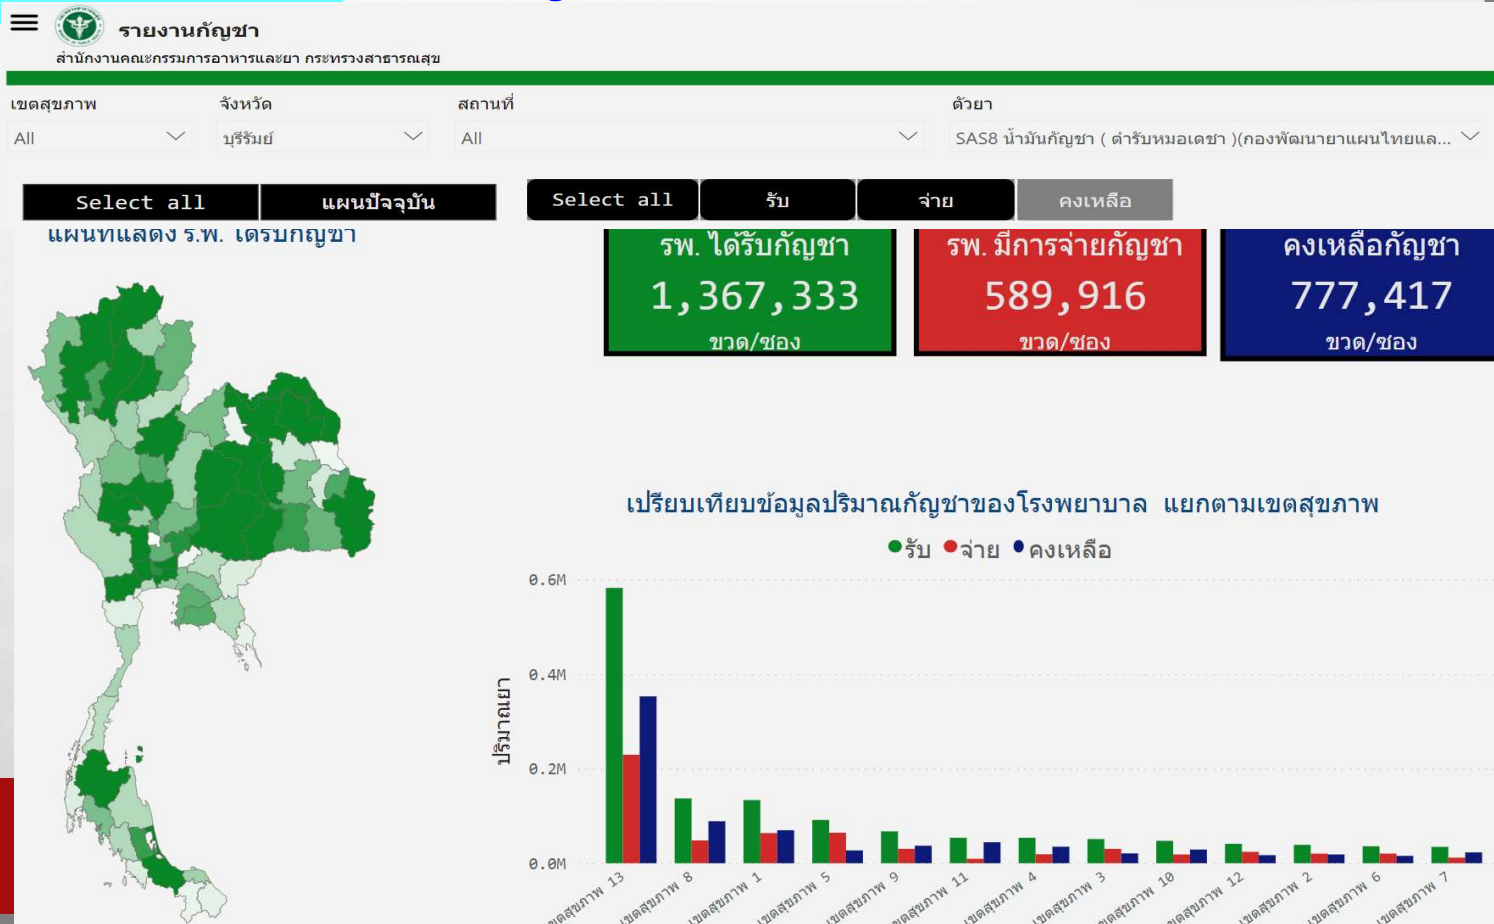 รายงานกัญชา
สำนักงานคณะกรรมการอาหารและยา กระทรวงสาธารณสุข
เขตสุขภาพ จังหวัด สถานที่ ตัวยา
All บุรีรัมย์ All SAS8 น้ำมันกัญชา ( ตำรับหมอเดชา )(กองพัฒนายาแผนไทยแล...
Select all แผนปัจจุบัน Select all รับ จ่าย คงเหลือ
แผนที่แสดง ร.พ. ได้รับกัญชา
รพ. ได้รับกัญชา รพ. มีการจ่ายกัญชา คงเหลือกัญชา
1,367,333 589,916 777,417
ขวด/ซอง ขวด/ซอง ขวด/ซอง
เปรียบเทียบข้อมูลปริมาณกัญชาของโรงพยาบาล แยกตามเขตสุขภาพ
รับ จ่าย คงเหลือ
0.6M
0.4M
0.2M
0.0M
ปริมาณยา
เขตสุขภาพ 13 เขตสุขภาพ 8 เขตสุขภาพ 1 เขตสุขภาพ 5 เขตสุขภาพ 9 เขตสุขภาพ 11 เขตสุขภาพ 4 เขตสุขภาพ 3 เขตสุขภาพ 10 เขตสุขภาพ 12 เขตสุขภาพ 2 เขตสุขภาพ 6 เขตสุขภาพ 7